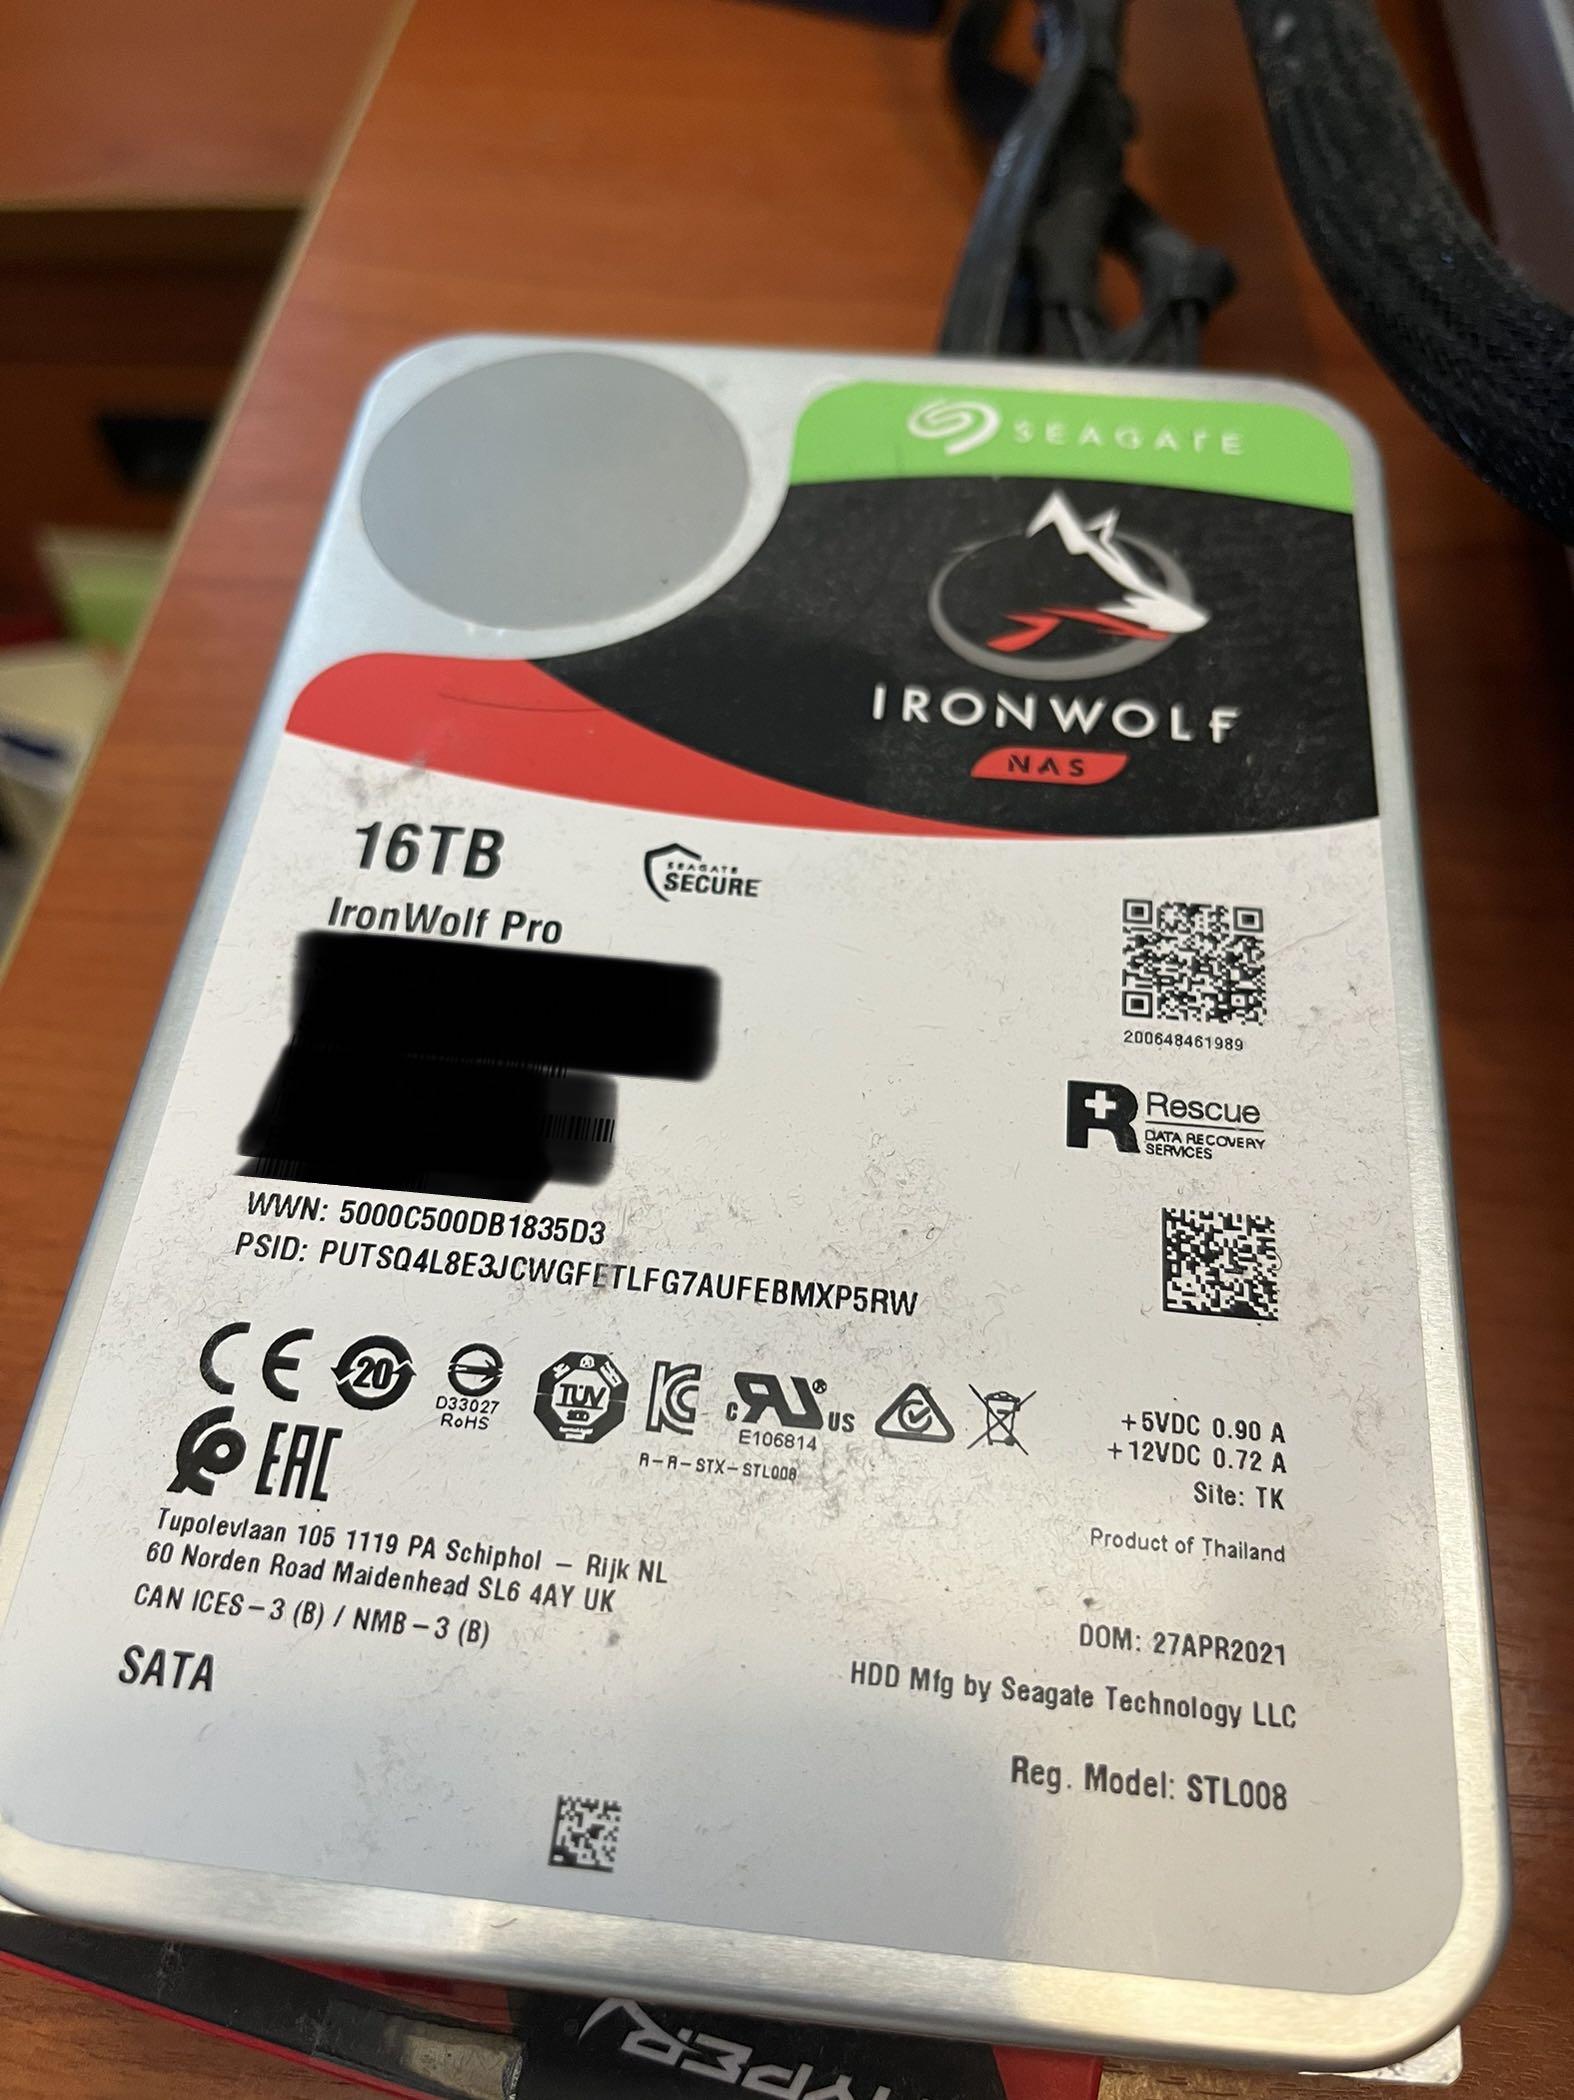 SEAGATE
IRONWOLF
NAS
16TB
SEAGATE
SECURE
IronWolf Pro
200648461989
Rescue
DATA RECOVERY
SERVICES
WWN: 5000C500DB1835D3
PSID: PUTSQ4L8E3JCWGFETLFG7AUFEBMXP5RW
CE
20
D33027
RoHS
TÜV
c RU ® US
E106814
R-R-STX-STL008
EAC
+5VDC 0.90 A
+12VDC 0.72 A
Site: TK
Product of Thailand
Tupolevlaan 105 1119 PA Schiphol – Rijk NL
60 Norden Road Maidenhead SL6 4AY UK
CAN ICES–3 (B) / NMB–3 (B)
SATA
DOM: 27APR2021
HDD Mfg by Seagate Technology LLC
Reg. Model: STL008